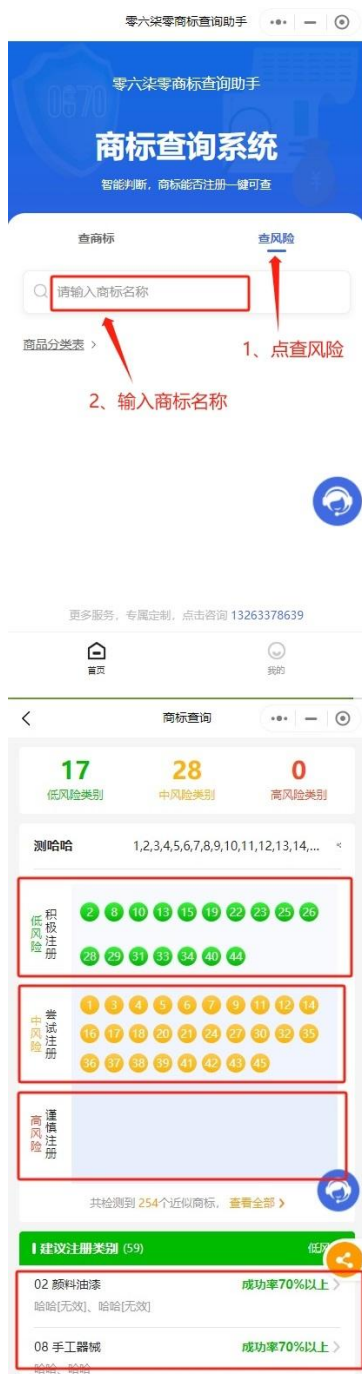 零六柒零商标查询助手
0670
零六柒零商标查询助手
商标查询系统
智能判断，商标能否注册一键可查
查商标 查风险
请输入商标名称
商品分类表 >
1、点查风险
2、输入商标名称
更多服务，专属定制，点击咨询 13263378639
首页 我的
商标查询
17 28 0
低风险类别 中风险类别 高风险类别
测哈哈 1,2,3,4,5,6,7,8,9,10,11,12,13,14,...
低风险 积极注册
2 8 10 13 15 19 22 23 25 26
28 29 31 33 34 40 44
中风险 尝试注册
1 3 4 5 6 7 9 11 12 14
16 17 18 20 21 24 27 30 32 35
36 37 38 39 41 42 43 45
高风险 谨慎注册
共检测到 254个近似商标，查看全部 >
建议注册类别 (59) 低风
02 颜料油漆 成功率70%以上 >
哈哈[无效]、哈哈[无效]
08 手工器械 成功率70%以上 >
哈哈、哈哈